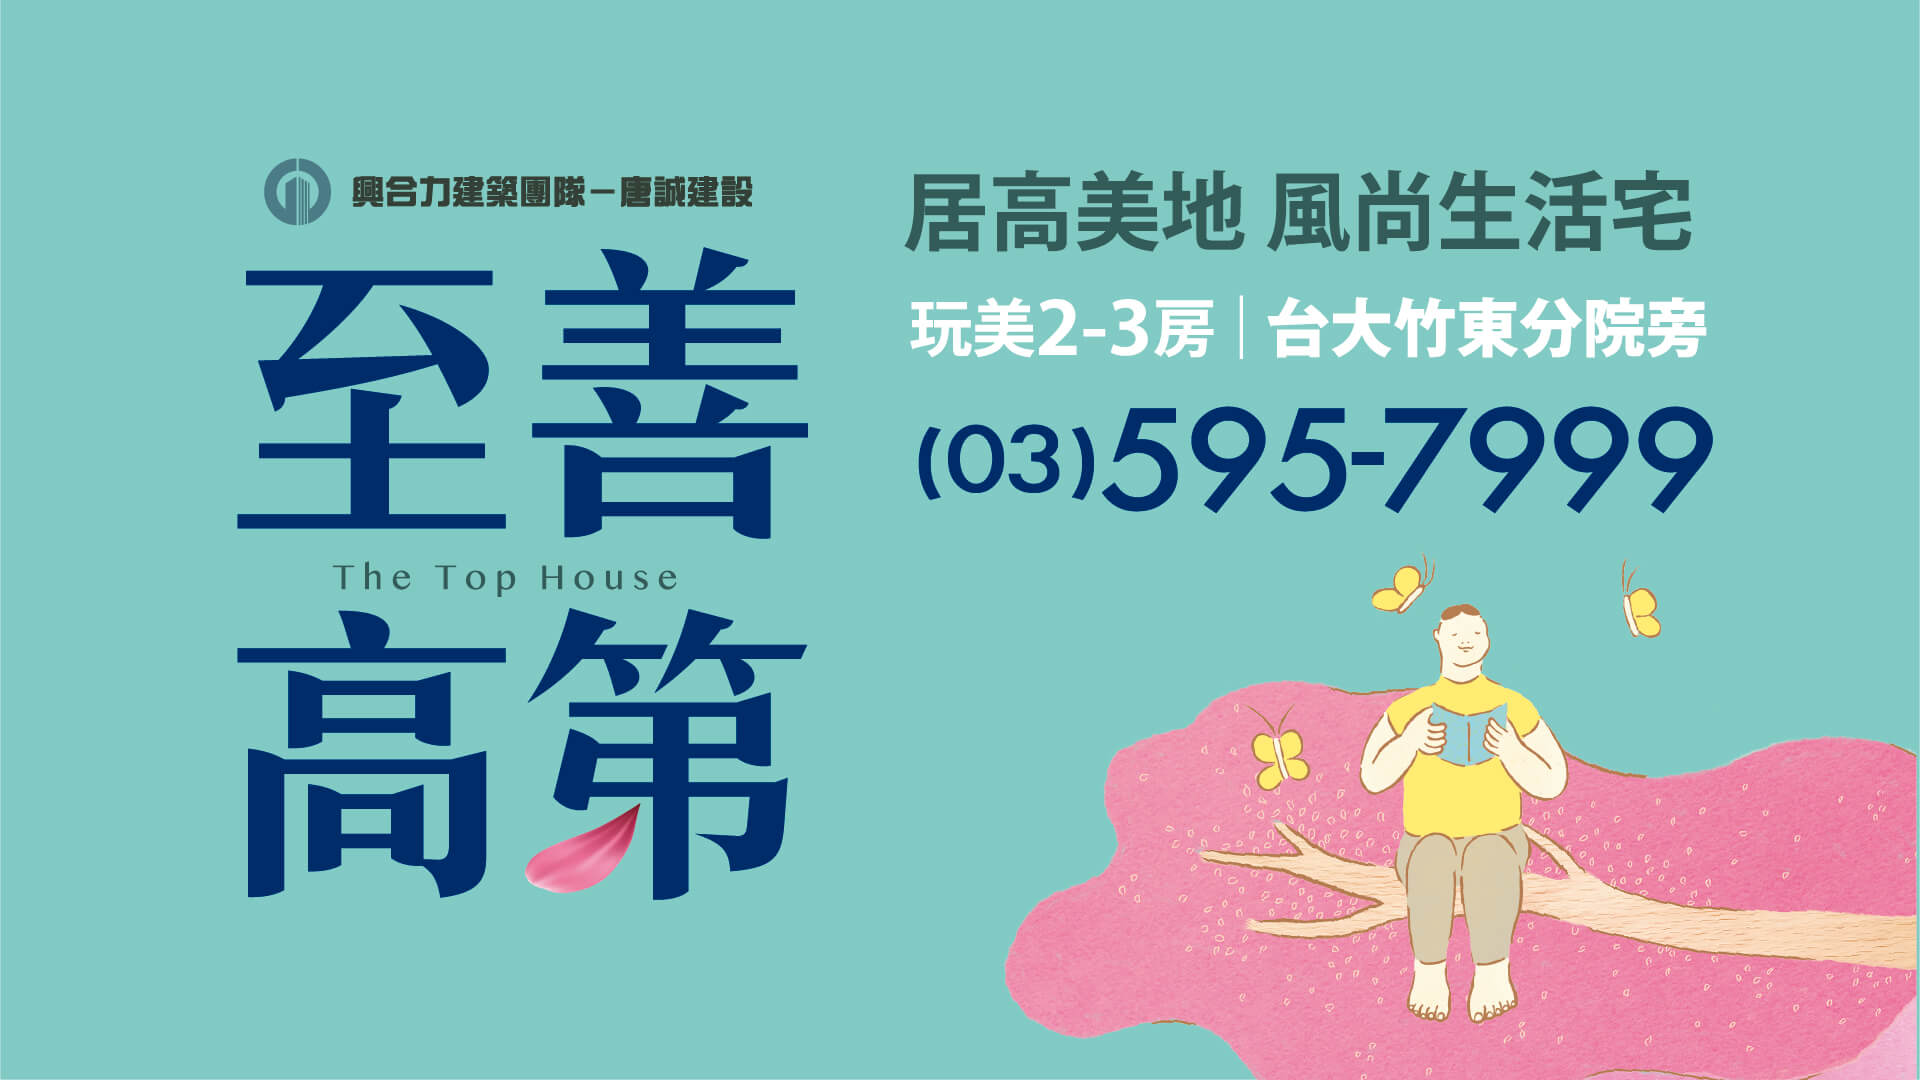 興合力建築團隊－唐誠建設
至善
The Top House
高第
居高美地 風尚生活宅
玩美2-3房｜台大竹東分院旁
(03)595-7999